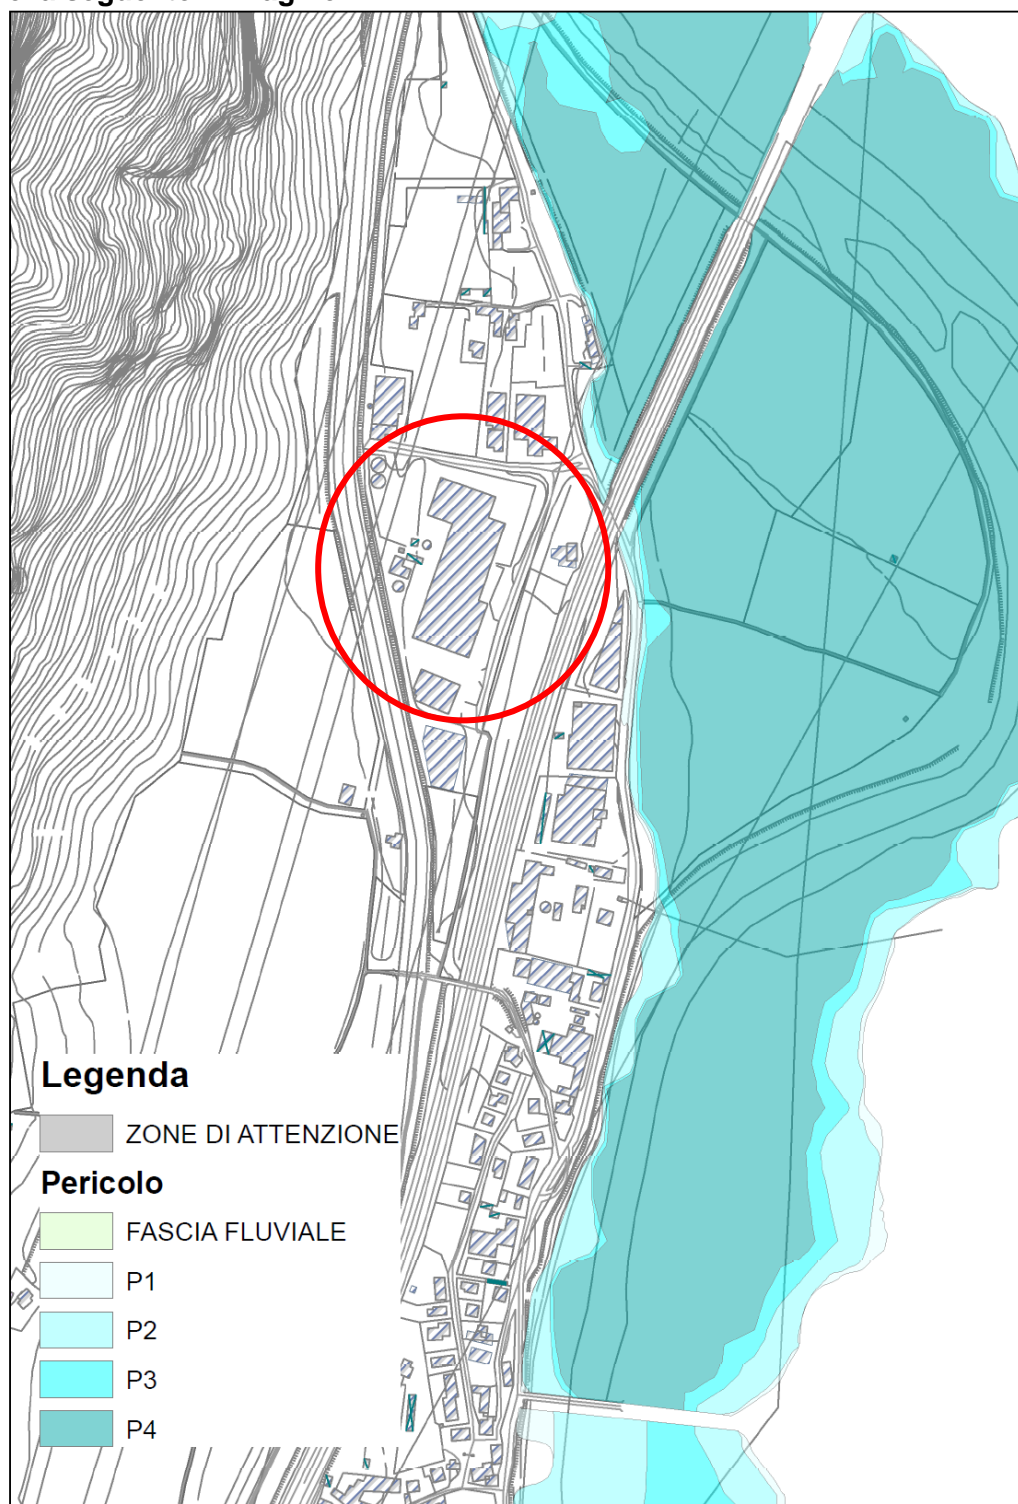 Legenda
ZONE DI ATTENZIONE
Pericolo
FASCIA FLUVIALE
P1
P2
P3
P4